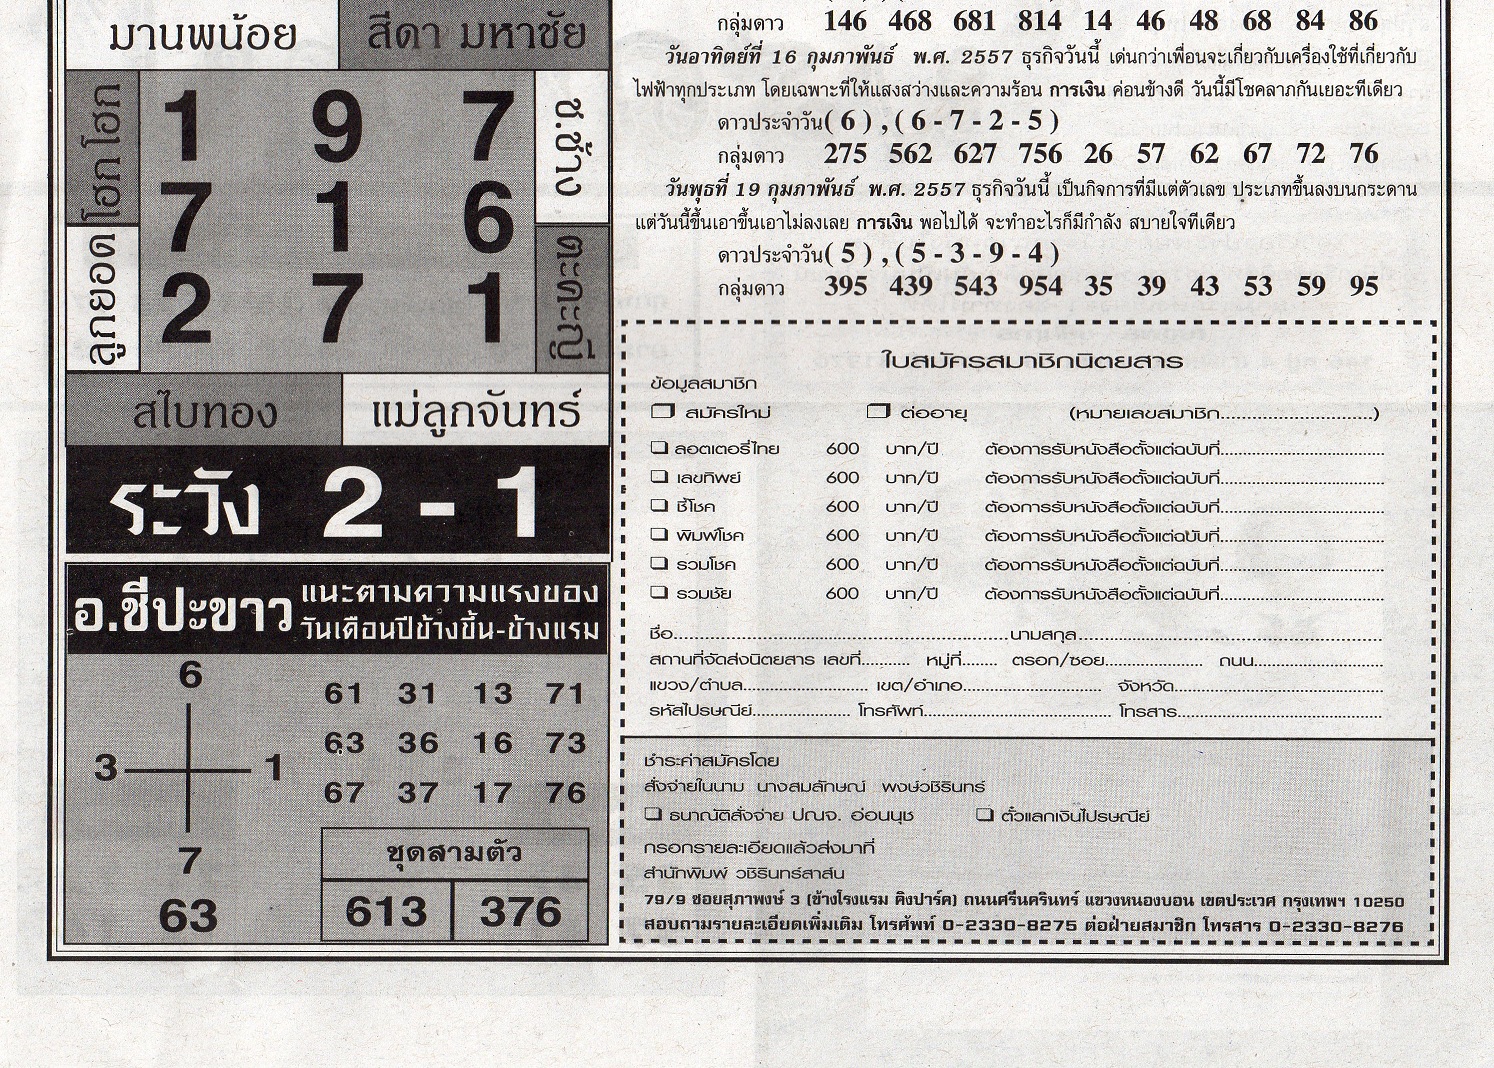 มานพน้อย
สีดา มหาชัย
โฮก โฮก
ช.ช้าง
1 9 7
7 1 6
2 7 1
ลูกยอด
ตะตะญี
สไบทอง
แม่ลูกจันทร์
ระวัง 2 - 1
อ.ชีปะขาว
แนะตามความแรงของ
วันเดือนปีข้างขึ้น-ข้างแรม
6
3 1
7
63
61 31 13 71
63 36 16 73
67 37 17 76
ชุดสามตัว
613 376
กลุ่มดาว 146 468 681 814 14 46 48 68 84 86
วันอาทิตย์ที่ 16 กุมภาพันธ์ พ.ศ. 2557 ธุรกิจวันนี้ เด่นกว่าเพื่อนจะเกี่ยวกับเครื่องใช้ที่เกี่ยวกับ
ไฟฟ้าทุกประเภท โดยเฉพาะที่ให้แสงสว่างและความร้อน การเงิน ค่อนข้างดี วันนี้มีโชคลาภกันเยอะทีเดียว
ดาวประจำวัน ( 6 ) , ( 6 - 7 - 2 - 5 )
กลุ่มดาว 275 562 627 756 26 57 62 67 72 76
วันพุธที่ 19 กุมภาพันธ์ พ.ศ. 2557 ธุรกิจวันนี้ เป็นกิจการที่มีแต่ตัวเลข ประเภทขึ้นลงบนกระดาน
แต่วันนี้ขึ้นเอาขึ้นเอาไม่ลงเลย การเงิน พอไปได้ จะทำอะไรก็มีกำลัง สบายใจทีเดียว
ดาวประจำวัน ( 5 ) , ( 5 - 3 - 9 - 4 )
กลุ่มดาว 395 439 543 954 35 39 43 53 59 95
ใบสมัครสมาชิกนิตยสาร
ข้อมูลสมาชิก
❒ สมัครใหม่ ❒ ต่ออายุ (หมายเลขสมาชิก............................)
❏ ลอตเตอรี่ไทย 600 บาท/ปี ต้องการรับหนังสือตั้งแต่ฉบับที่..............................
❏ เลขทิพย์ 600 บาท/ปี ต้องการรับหนังสือตั้งแต่ฉบับที่..............................
❏ ชี้โชค 600 บาท/ปี ต้องการรับหนังสือตั้งแต่ฉบับที่..............................
❏ พิมพ์โชค 600 บาท/ปี ต้องการรับหนังสือตั้งแต่ฉบับที่..............................
❏ รวมโชค 600 บาท/ปี ต้องการรับหนังสือตั้งแต่ฉบับที่..............................
❏ รวมชัย 600 บาท/ปี ต้องการรับหนังสือตั้งแต่ฉบับที่..............................
ชื่อ..............................................................นามสกุล........................................................
สถานที่จัดส่งนิตยสาร เลขที่.......... หมู่ที่....... ตรอก/ซอย.................... ถนน..........................
แขวง/ตำบล......................... เขต/อำเภอ............................ จังหวัด..........................................
รหัสไปรษณีย์.................... โทรศัพท์...................................... โทรสาร..........................................
ชำระค่าสมัครโดย
สั่งจ่ายในนาม นางสมลักษณ์ พงษ์วชิรินทร์
❏ ธนาณัติสั่งจ่าย ปณจ. อ่อนนุช ❏ ตั๋วแลกเงินไปรษณีย์
กรอกรายละเอียดแล้วส่งมาที่
สำนักพิมพ์ วชิรินทร์สาส์น
79/9 ซอยสุภาพงษ์ 3 (ข้างโรงแรม คิงปาร์ค) ถนนศรีนครินทร์ แขวงหนองบอน เขตประเวศ กรุงเทพฯ 10250
สอบถามรายละเอียดเพิ่มเติม โทรศัพท์ 0-2330-8275 ต่อฝ่ายสมาชิก โทรสาร 0-2330-8276